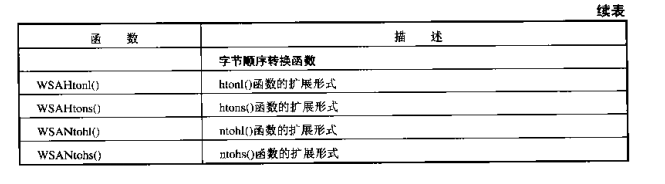 续表
函 数 描 述
字节顺序转换函数
WSAHtonl() htonl()函数的扩展形式
WSAHtons() htons()函数的扩展形式
WSANtohl() ntohl()函数的扩展形式
WSANtohs() ntohs()函数的扩展形式